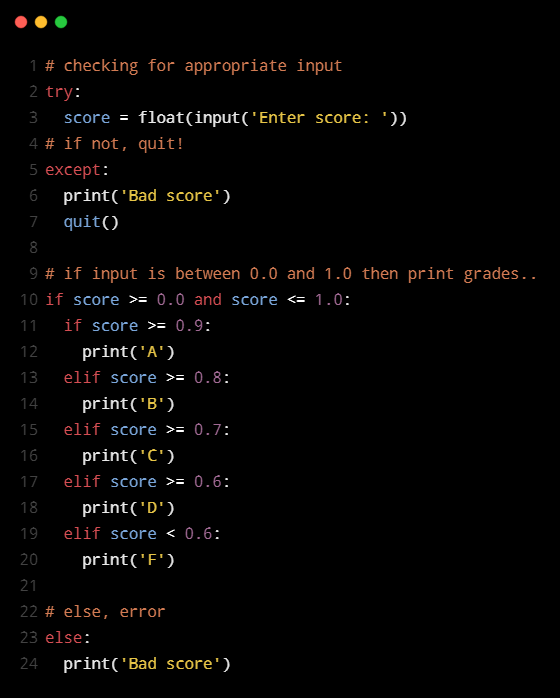 1 # checking for appropriate input
2 try:
3   score = float(input('Enter score: '))
4 # if not, quit!
5 except:
6   print('Bad score')
7   quit()
8
9 # if input is between 0.0 and 1.0 then print grades..
10 if score >= 0.0 and score <= 1.0:
11   if score >= 0.9:
12     print('A')
13   elif score >= 0.8:
14     print('B')
15   elif score >= 0.7:
16     print('C')
17   elif score >= 0.6:
18     print('D')
19   elif score < 0.6:
20     print('F')
21
22 # else, error
23 else:
24   print('Bad score')